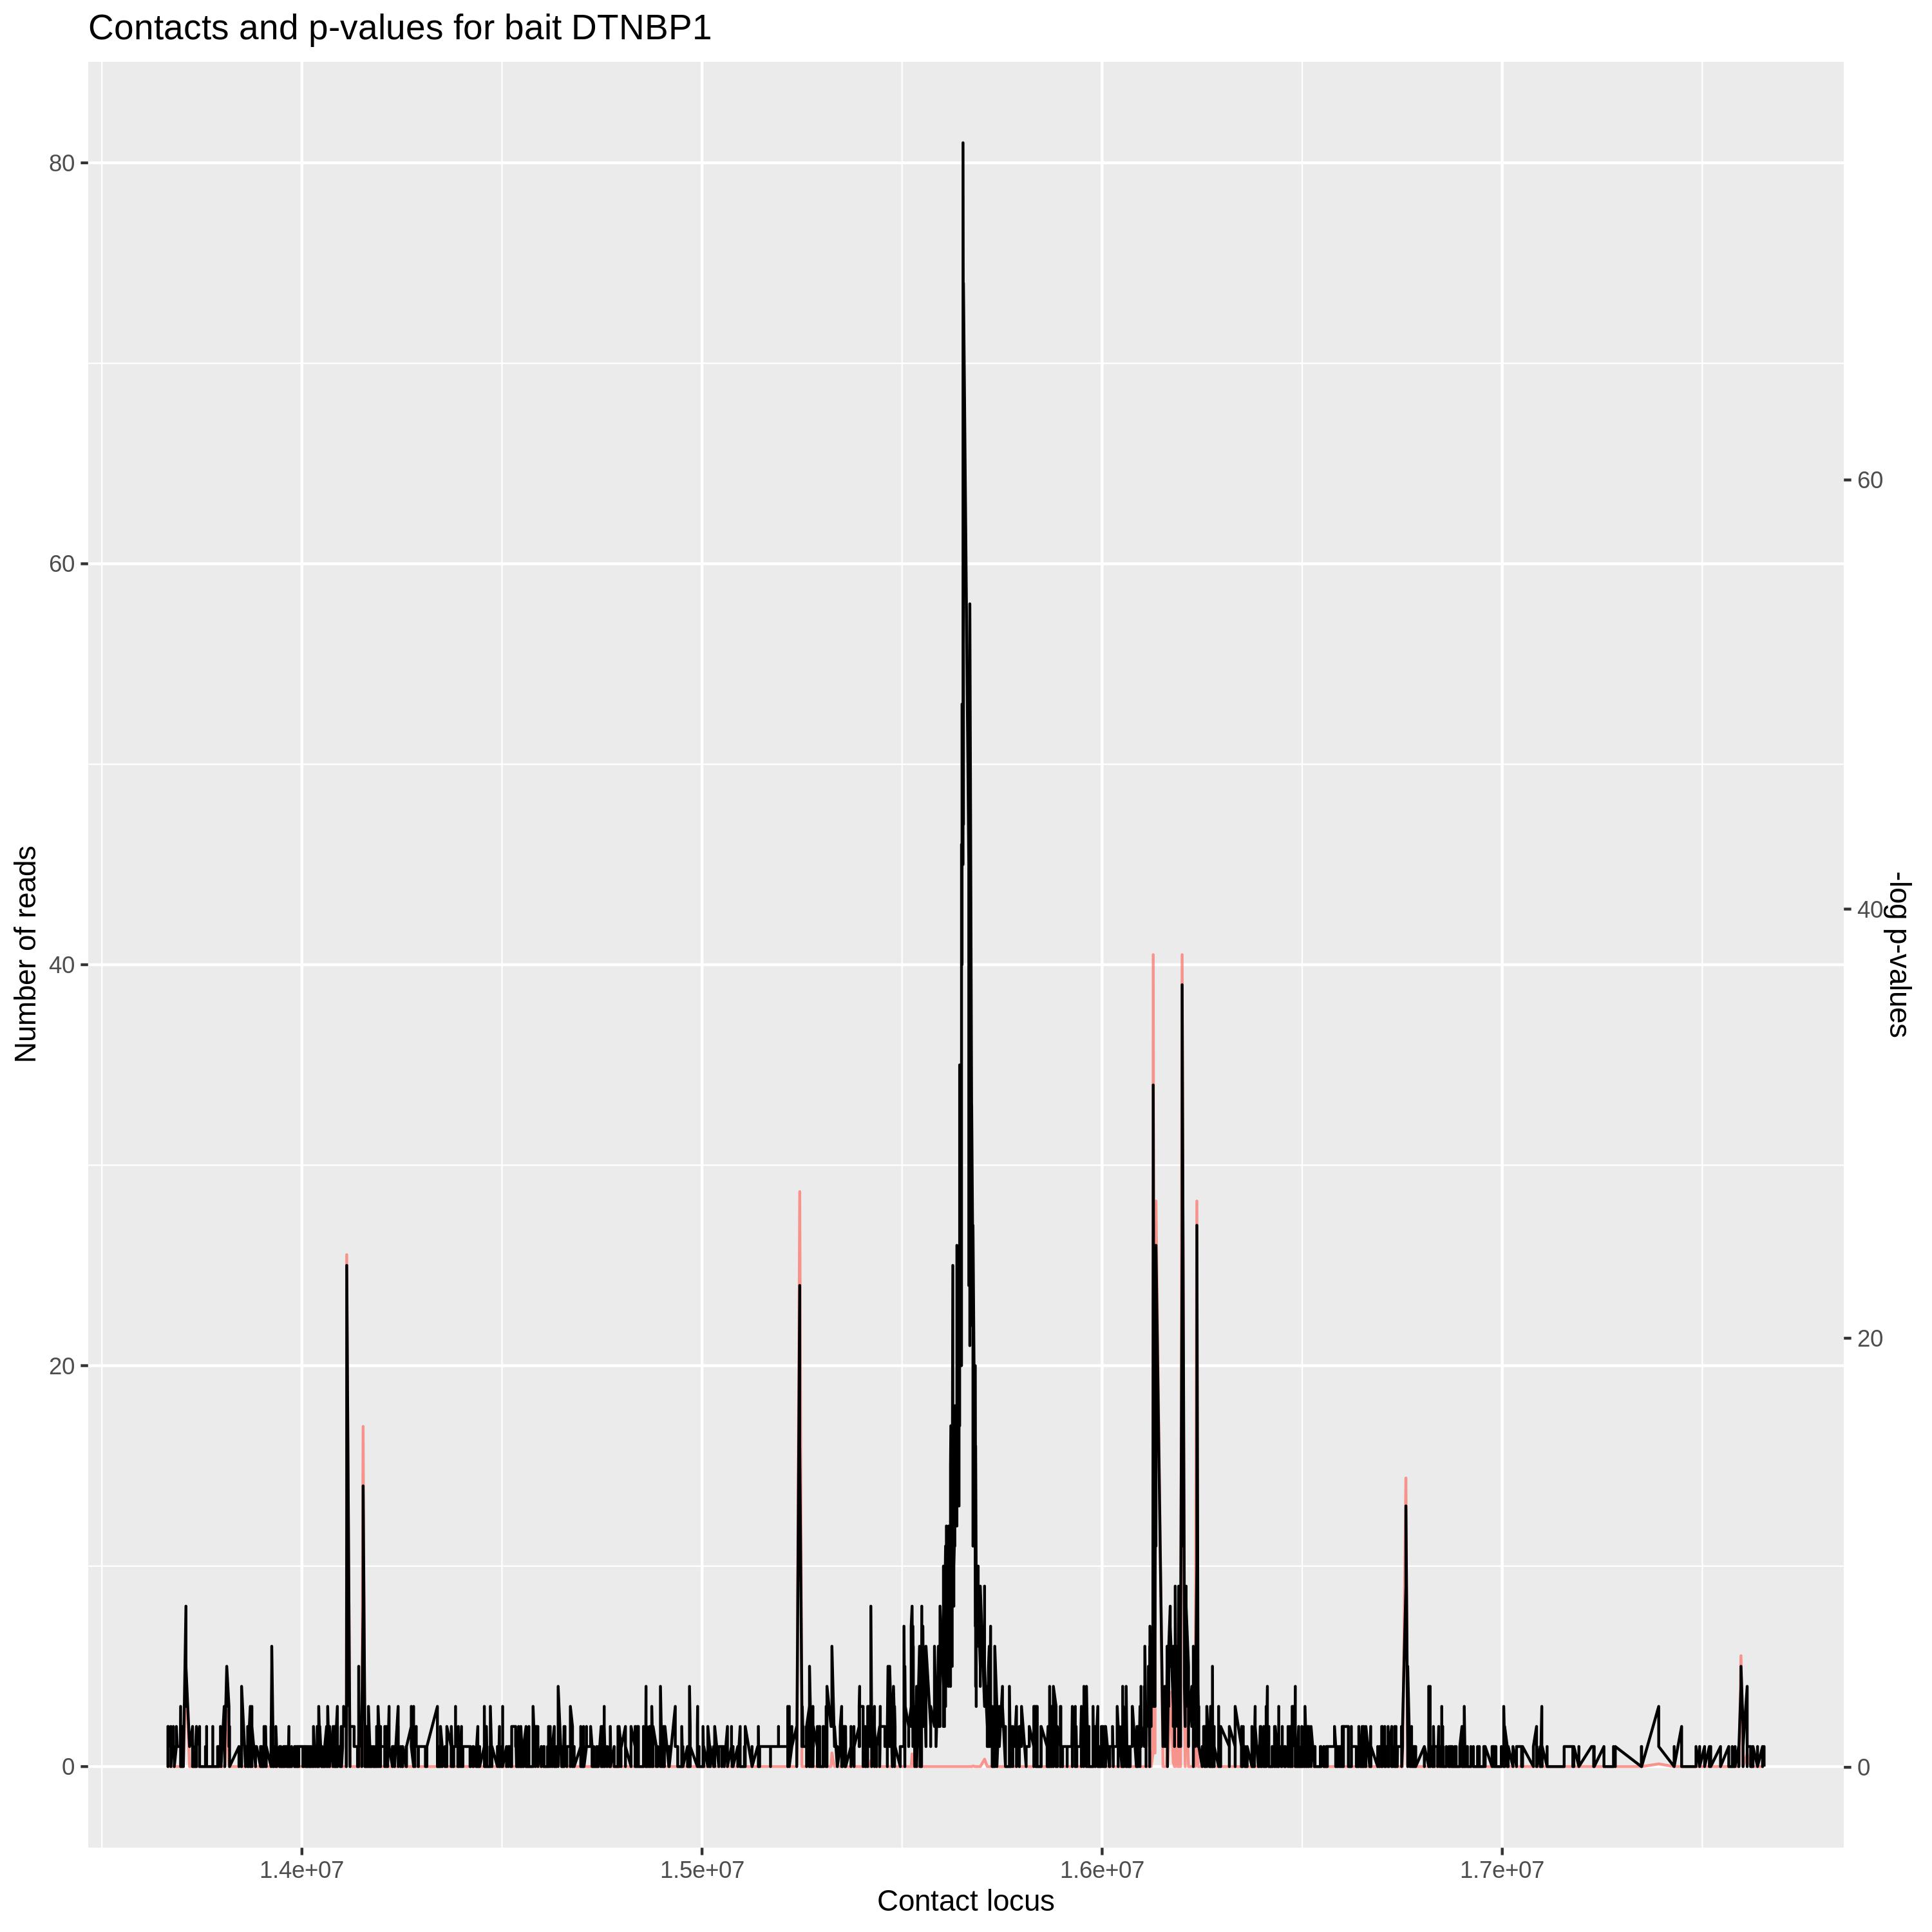 Contacts and p-values for bait DTNBP1
80
60
40
20
0
Number of reads
60
40
20
0
-log p-values
1.4e+07 1.5e+07 1.6e+07 1.7e+07
Contact locus